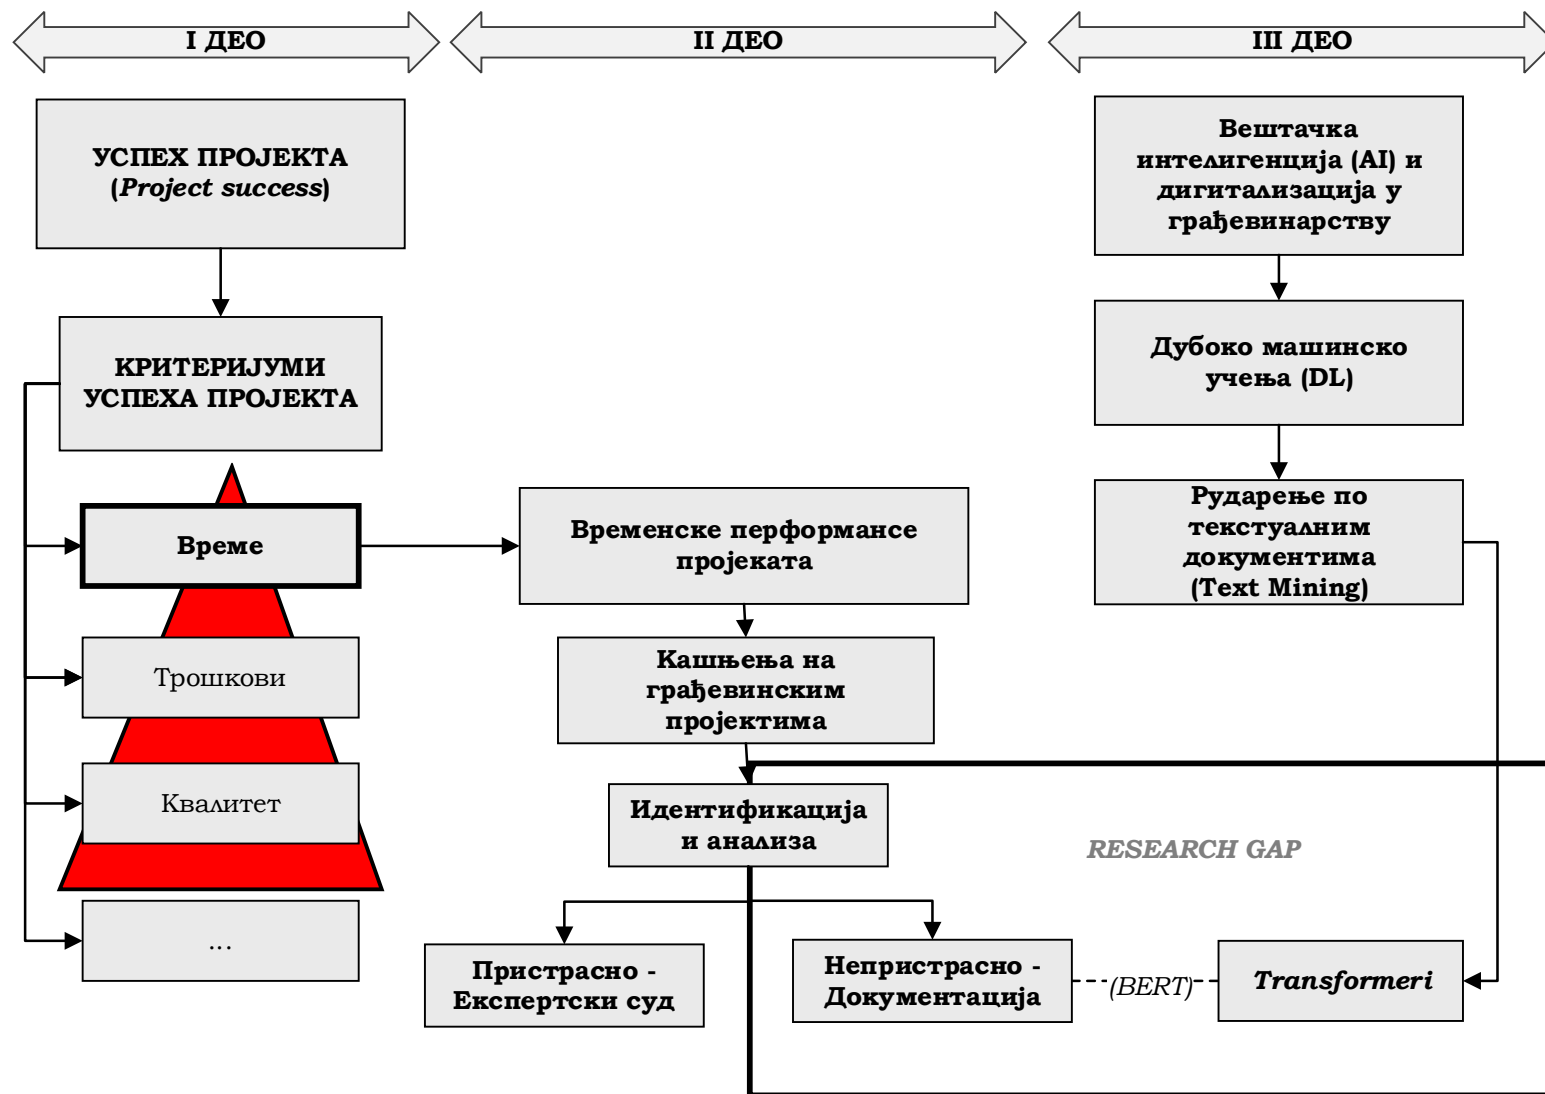 I ДЕО
II ДЕО
III ДЕО
УСПЕХ ПРОЈЕКТА
(Project success)
КРИТЕРИЈУМИ
УСПЕХА ПРОЈЕКТА
Време
Трошкови
Квалитет
...
Временске перформансе
пројеката
Кашњења на
грађевинским
пројектима
Идентификација
и анализа
Пристрасно -
Експертски суд
Непристрасно -
Документација
Вештачка
интелигенција (AI) и
дигитализација у
грађевинарству
Дубоко машинско
учења (DL)
Рударење по
текстуалним
документима
(Text Mining)
RESEARCH GAP
(BERT)
Transformeri